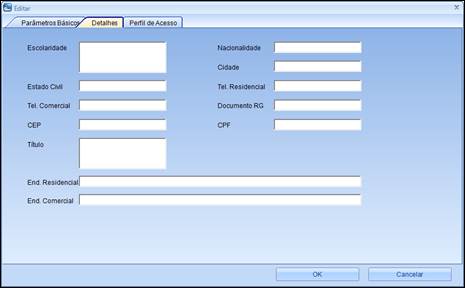 Editar
Parâmetros Básicos Detalhes Perfil de Acesso
Escolaridade Nacionalidade
Cidade
Estado Civil Tel. Residencial
Tel. Comercial Documento RG
CEP CPF
Título
End. Residencial
End. Comercial
OK Cancelar